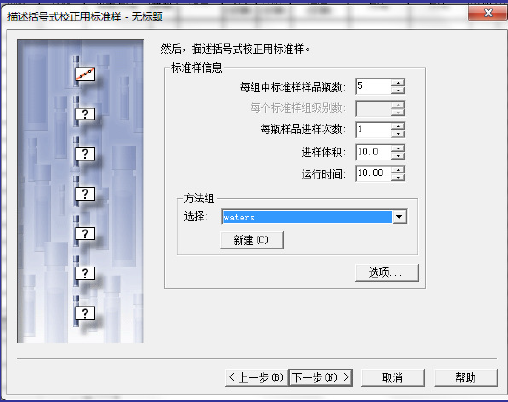 描述括号式校正用标准样 - 无标题
然后，描述括号式校正用标准样。
标准样信息
每组中标准样样品瓶数: 5
每个标准样组级别数:
每瓶样品进样次数: 1
进样体积: 10.0
运行时间: 10.00
方法组
选择: waters
新建(C)
选项...
?
?
?
?
?
?
< 上一步(B) 下一步(N) > 取消 帮助